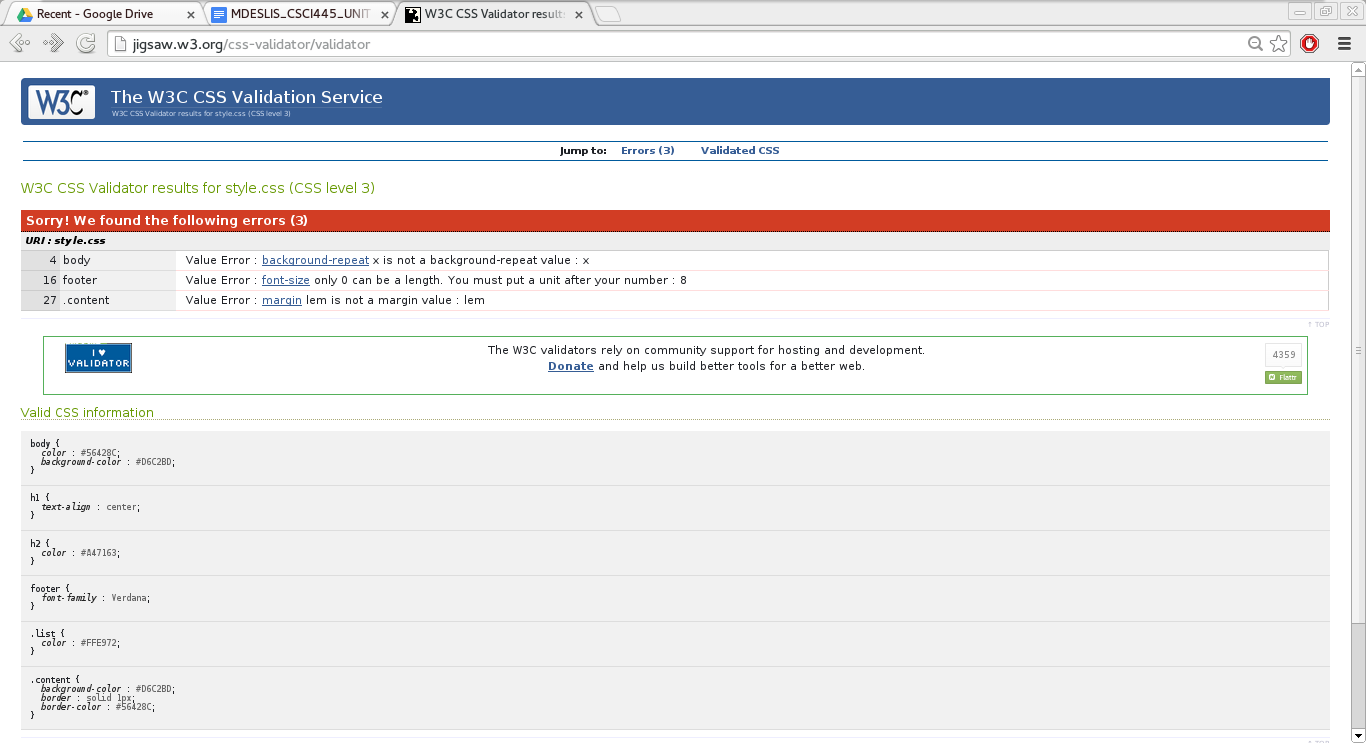 Recent - Google Drive
MDESLIS_CSCI445_UNIT
W3C CSS Validator results
jigsaw.w3.org/css-validator/validator
W3C® The W3C CSS Validation Service
W3C CSS Validator results for style.css (CSS level 3)
Jump to: Errors (3) Validated CSS
W3C CSS Validator results for style.css (CSS level 3)
Sorry! We found the following errors (3)
URI : style.css
4 body Value Error : background-repeat x is not a background-repeat value : x
16 footer Value Error : font-size only 0 can be a length. You must put a unit after your number : 8
27 .content Value Error : margin lem is not a margin value : lem
↑ TOP
I ♥ VALIDATOR
The W3C validators rely on community support for hosting and development.
Donate and help us build better tools for a better web.
4359
Flattr
Valid CSS information
body {
color : #56428C;
background-color : #D6C2BD;
}
h1 {
text-align : center;
}
h2 {
color : #A47163;
}
footer {
font-family : Verdana;
}
.list {
color : #FFE972;
}
.content {
background-color : #D6C2BD;
border : solid 1px;
border-color : #56428C;
}